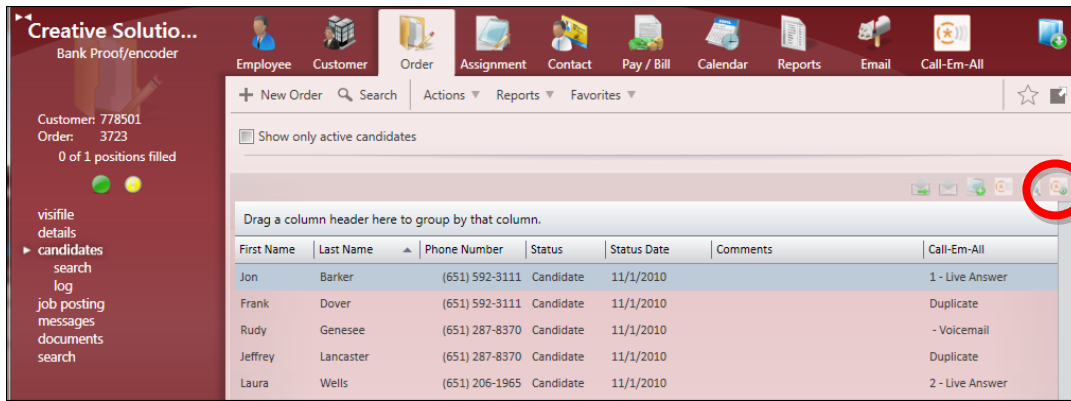 Creative Solutio...
Bank Proof/encoder
Employee Customer Order Assignment Contact Pay / Bill Calendar Reports Email Call-Em-All
New Order Search Actions Reports Favorites
Customer: 778501
Order: 3723
0 of 1 positions filled
Show only active candidates
visifile
details
candidates
search
log
job posting
messages
documents
search
Drag a column header here to group by that column.
First Name Last Name Phone Number Status Status Date Comments Call-Em-All
Jon Barker (651) 592-3111 Candidate 11/1/2010 1 - Live Answer
Frank Dover (651) 592-3111 Candidate 11/1/2010 Duplicate
Rudy Genesee (651) 287-8370 Candidate 11/1/2010 - Voicemail
Jeffrey Lancaster (651) 287-8370 Candidate 11/1/2010 Duplicate
Laura Wells (651) 206-1965 Candidate 11/1/2010 2 - Live Answer